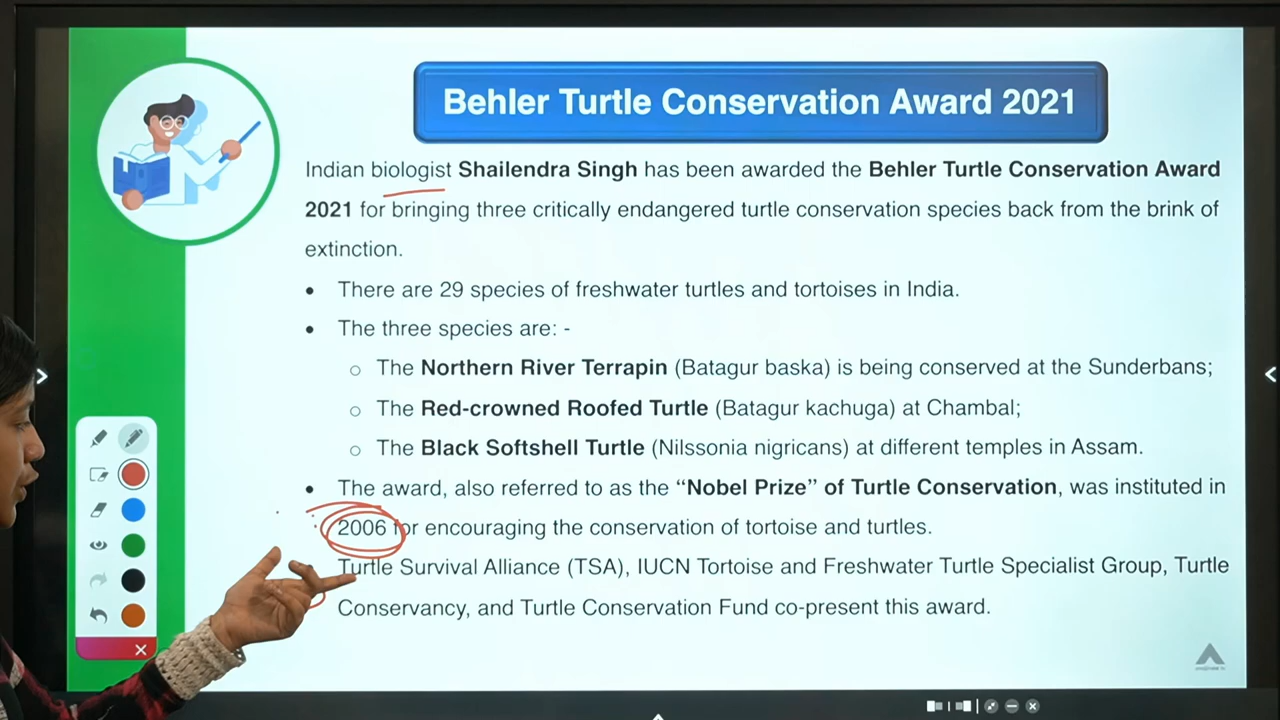 Behler Turtle Conservation Award 2021
Indian biologist Shailendra Singh has been awarded the Behler Turtle Conservation Award
2021 for bringing three critically endangered turtle conservation species back from the brink of
extinction.
• There are 29 species of freshwater turtles and tortoises in India.
• The three species are: -
o The Northern River Terrapin (Batagur baska) is being conserved at the Sunderbans;
o The Red-crowned Roofed Turtle (Batagur kachuga) at Chambal;
o The Black Softshell Turtle (Nilssonia nigricans) at different temples in Assam.
• The award, also referred to as the “Nobel Prize” of Turtle Conservation, was instituted in
2006 for encouraging the conservation of tortoise and turtles.
Turtle Survival Alliance (TSA), IUCN Tortoise and Freshwater Turtle Specialist Group, Turtle
Conservancy, and Turtle Conservation Fund co-present this award.